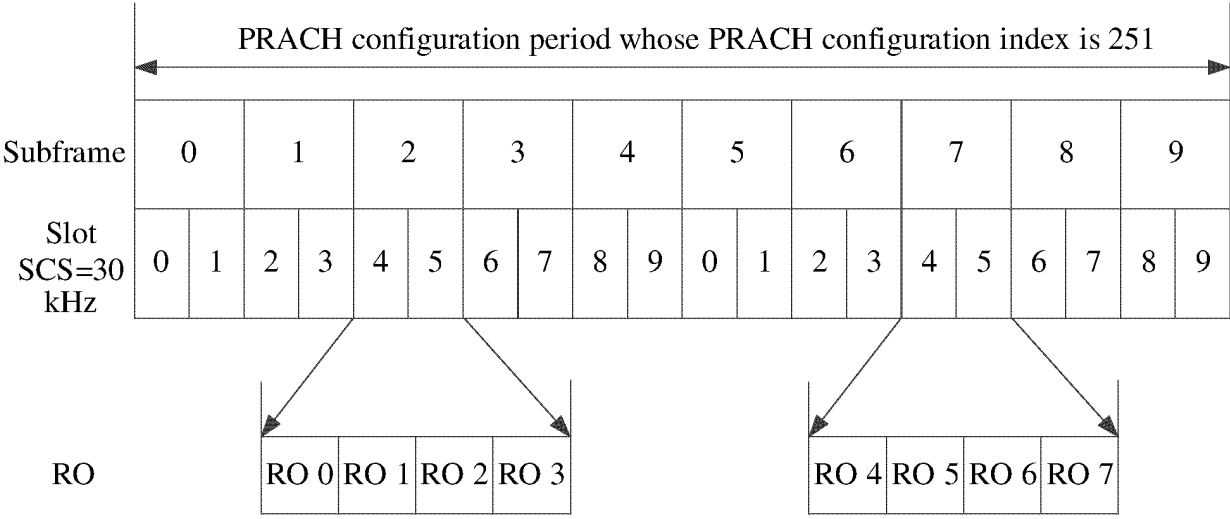 PRACH configuration period whose PRACH configuration index is 251
Subframe 0 1 2 3 4 5 6 7 8 9
Slot
SCS=30
kHz
0 1 2 3 4 5 6 7 8 9 0 1 2 3 4 5 6 7 8 9
RO RO 0 RO 1 RO 2 RO 3 RO 4 RO 5 RO 6 RO 7